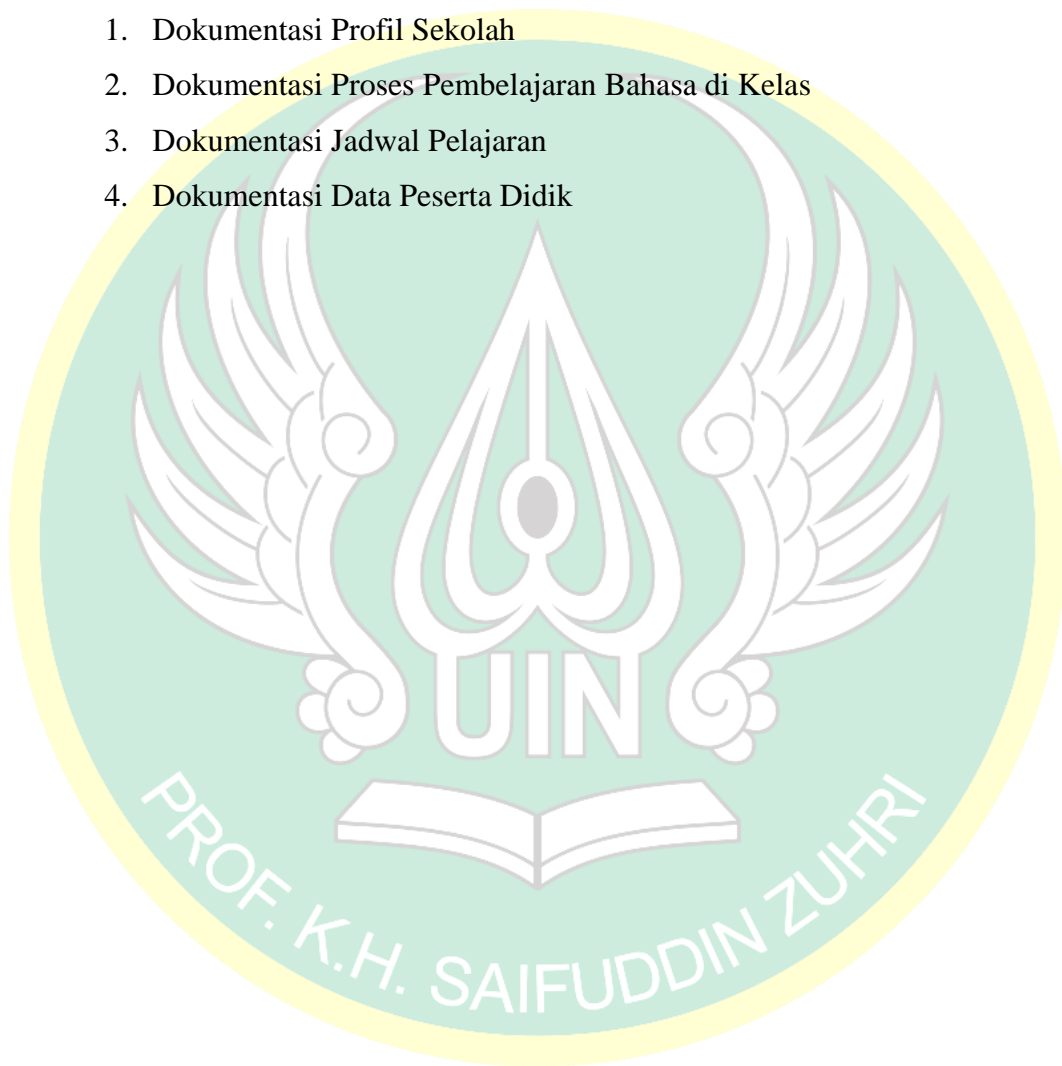 1. Dokumentasi Profil Sekolah
2. Dokumentasi Proses Pembelajaran Bahasa di Kelas
3. Dokumentasi Jadwal Pelajaran
4. Dokumentasi Data Peserta Didik
UIN
PROF. K.H. SAIFUDDIN ZUHRI